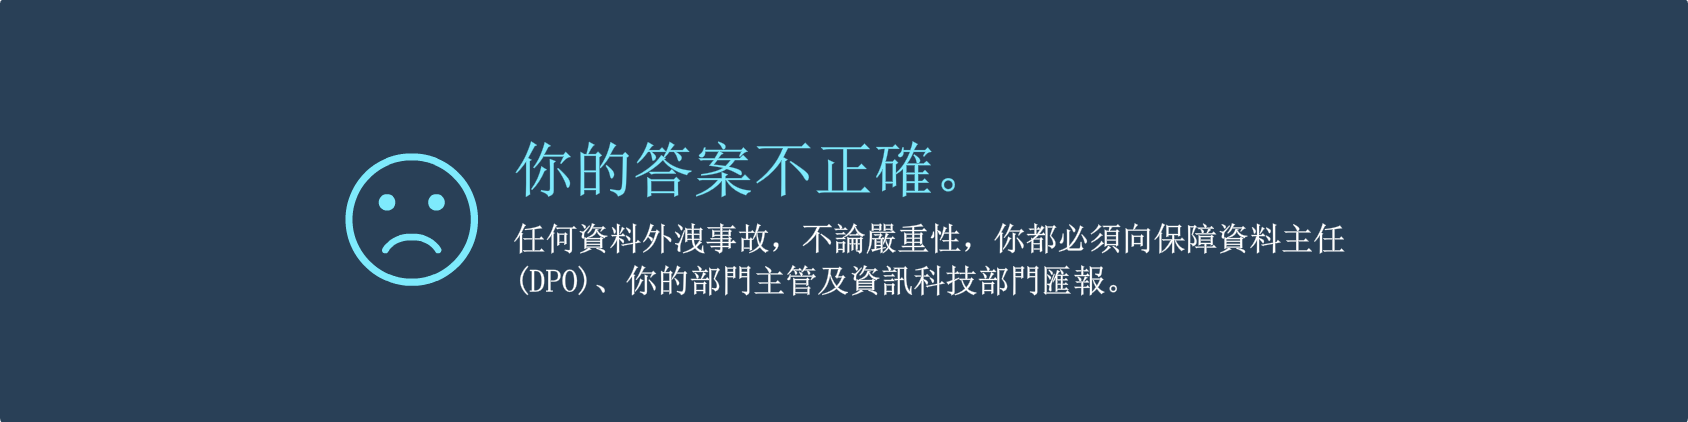 你的答案不正確。
任何資料外洩事故，不論嚴重性，你都必須向保障資料主任
(DPO)、你的部門主管及資訊科技部門匯報。